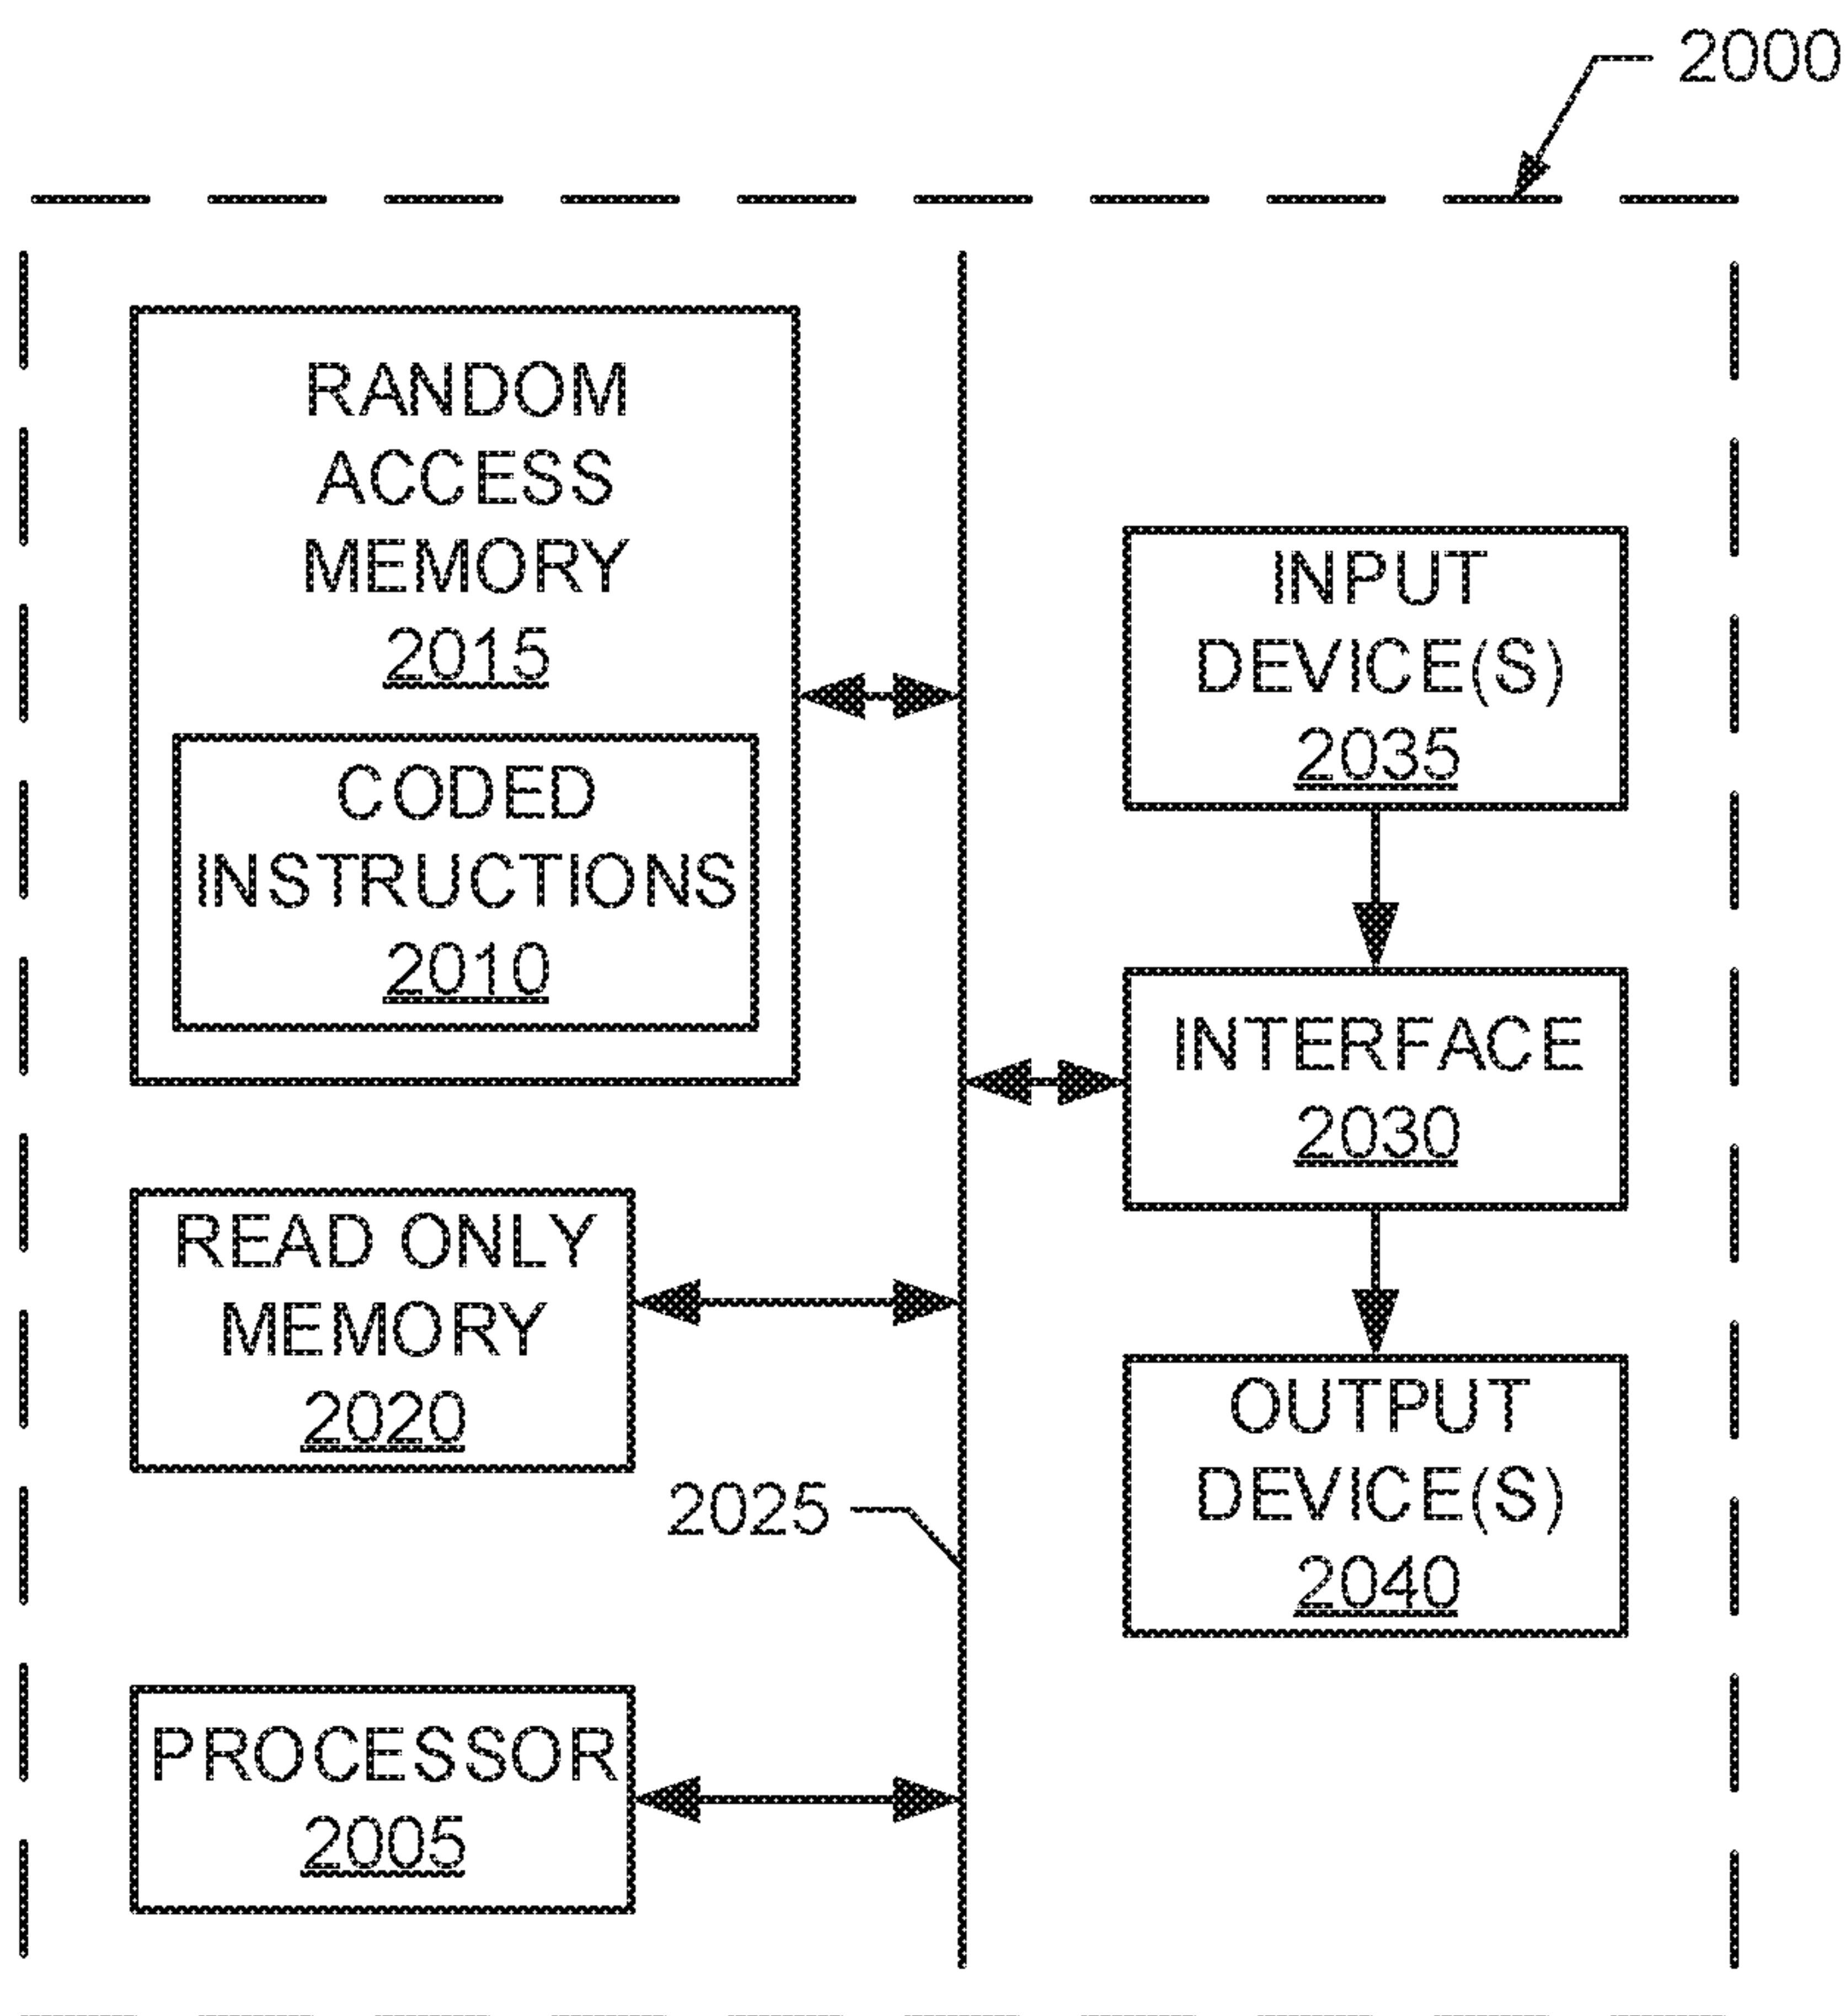 2000
RANDOM
ACCESS
MEMORY
2015
CODED
INSTRUCTIONS
2010
READ ONLY
MEMORY
2020
2025
PROCESSOR
2005
INPUT
DEVICE(S)
2035
INTERFACE
2030
OUTPUT
DEVICE(S)
2040